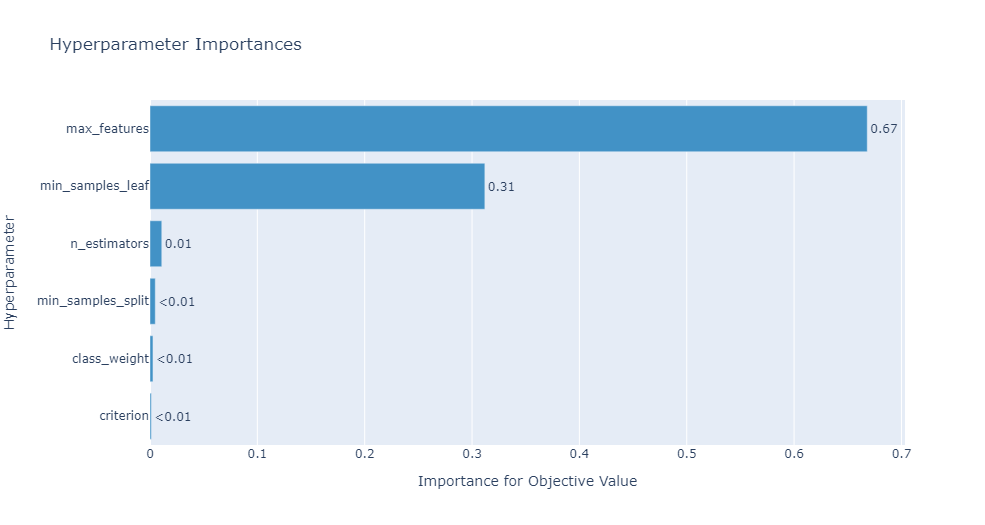 Hyperparameter Importances
Hyperparameter
max_features 0.67
min_samples_leaf 0.31
n_estimators 0.01
min_samples_split <0.01
class_weight <0.01
criterion <0.01
0 0.1 0.2 0.3 0.4 0.5 0.6 0.7
Importance for Objective Value